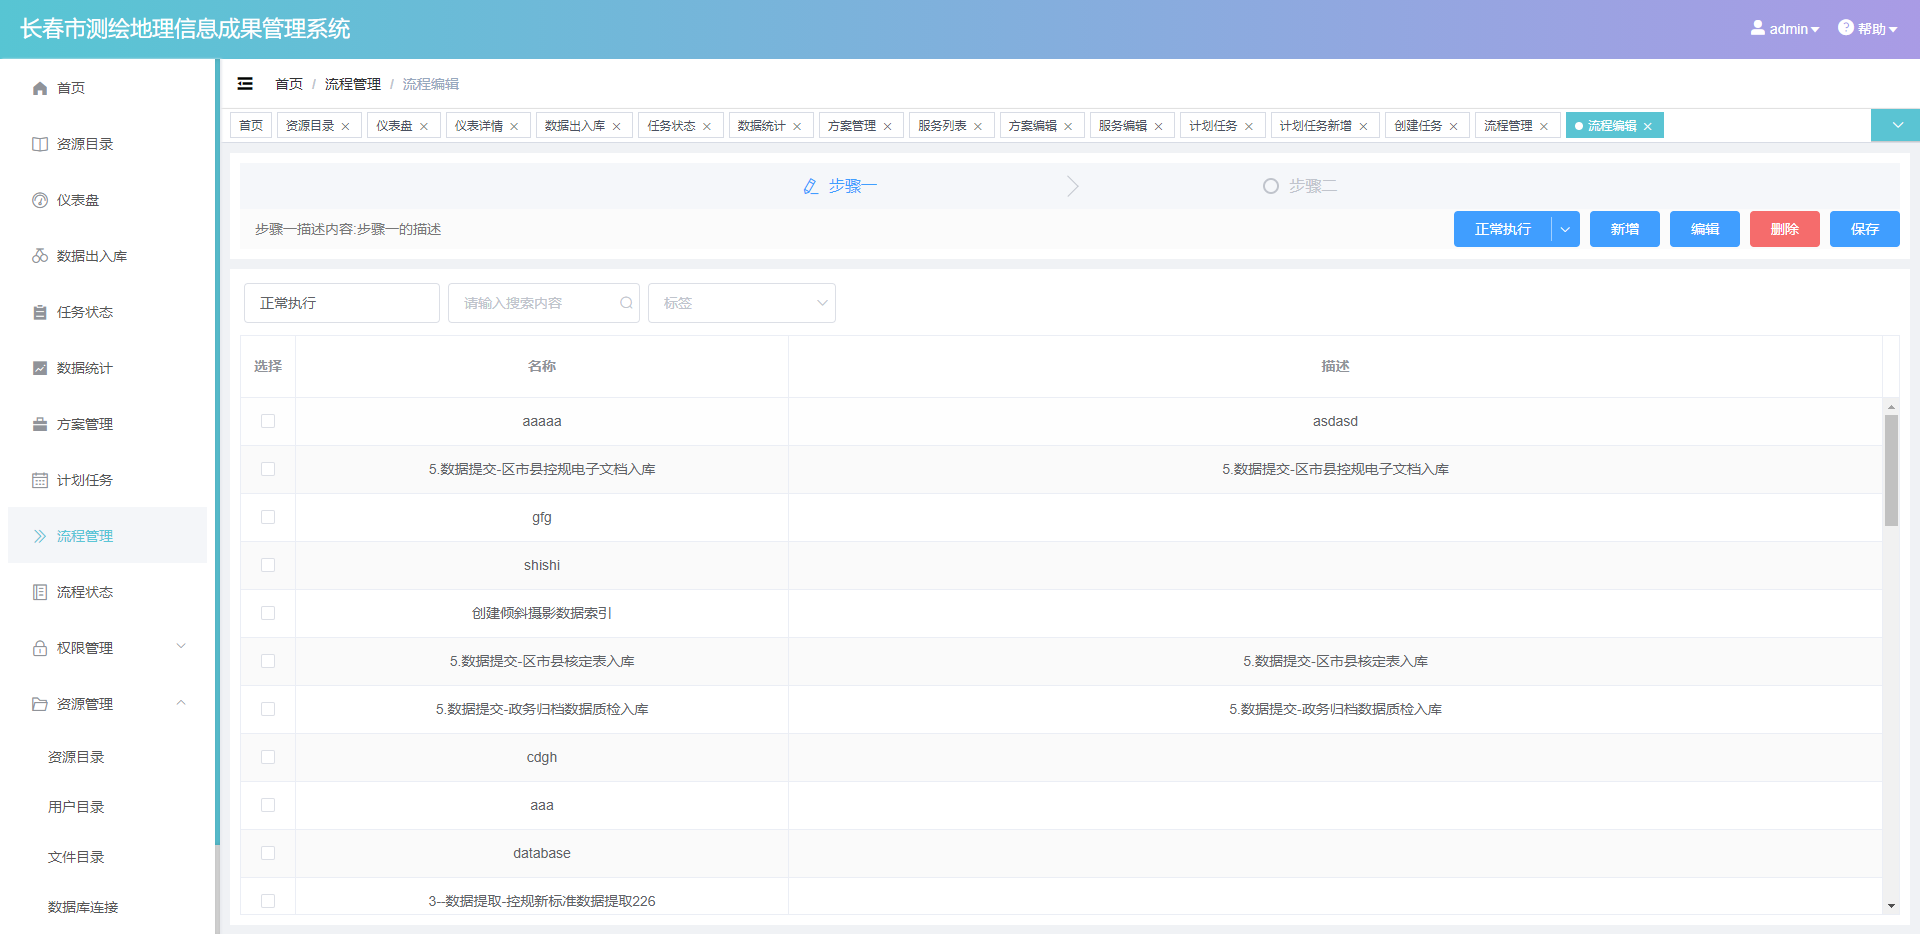 长春市测绘地理信息成果管理系统
admin
帮助
首页
资源目录
仪表盘
数据出入库
任务状态
数据统计
方案管理
计划任务
流程管理
流程状态
权限管理
资源管理
资源目录
用户目录
文件目录
数据库连接
首页 / 流程管理 / 流程编辑
首页 资源目录 仪表盘 仪表详情 数据出入库 任务状态 数据统计 方案管理 服务列表 方案编辑 服务编辑 计划任务 计划任务新增 创建任务 流程管理 流程编辑
步骤一 步骤二
步骤一描述内容:步骤一的描述
正常执行 新增 编辑 删除 保存
正常执行 请输入搜索内容 标签
选择 名称 描述
aaaaa asdasd
5.数据提交-区市县控规电子文档入库 5.数据提交-区市县控规电子文档入库
gfg
shishi
创建倾斜摄影数据索引
5.数据提交-区市县核定表入库 5.数据提交-区市县核定表入库
5.数据提交-政务归档数据质检入库 5.数据提交-政务归档数据质检入库
cdgh
aaa
database
3--数据提取-控规新标准数据提取226